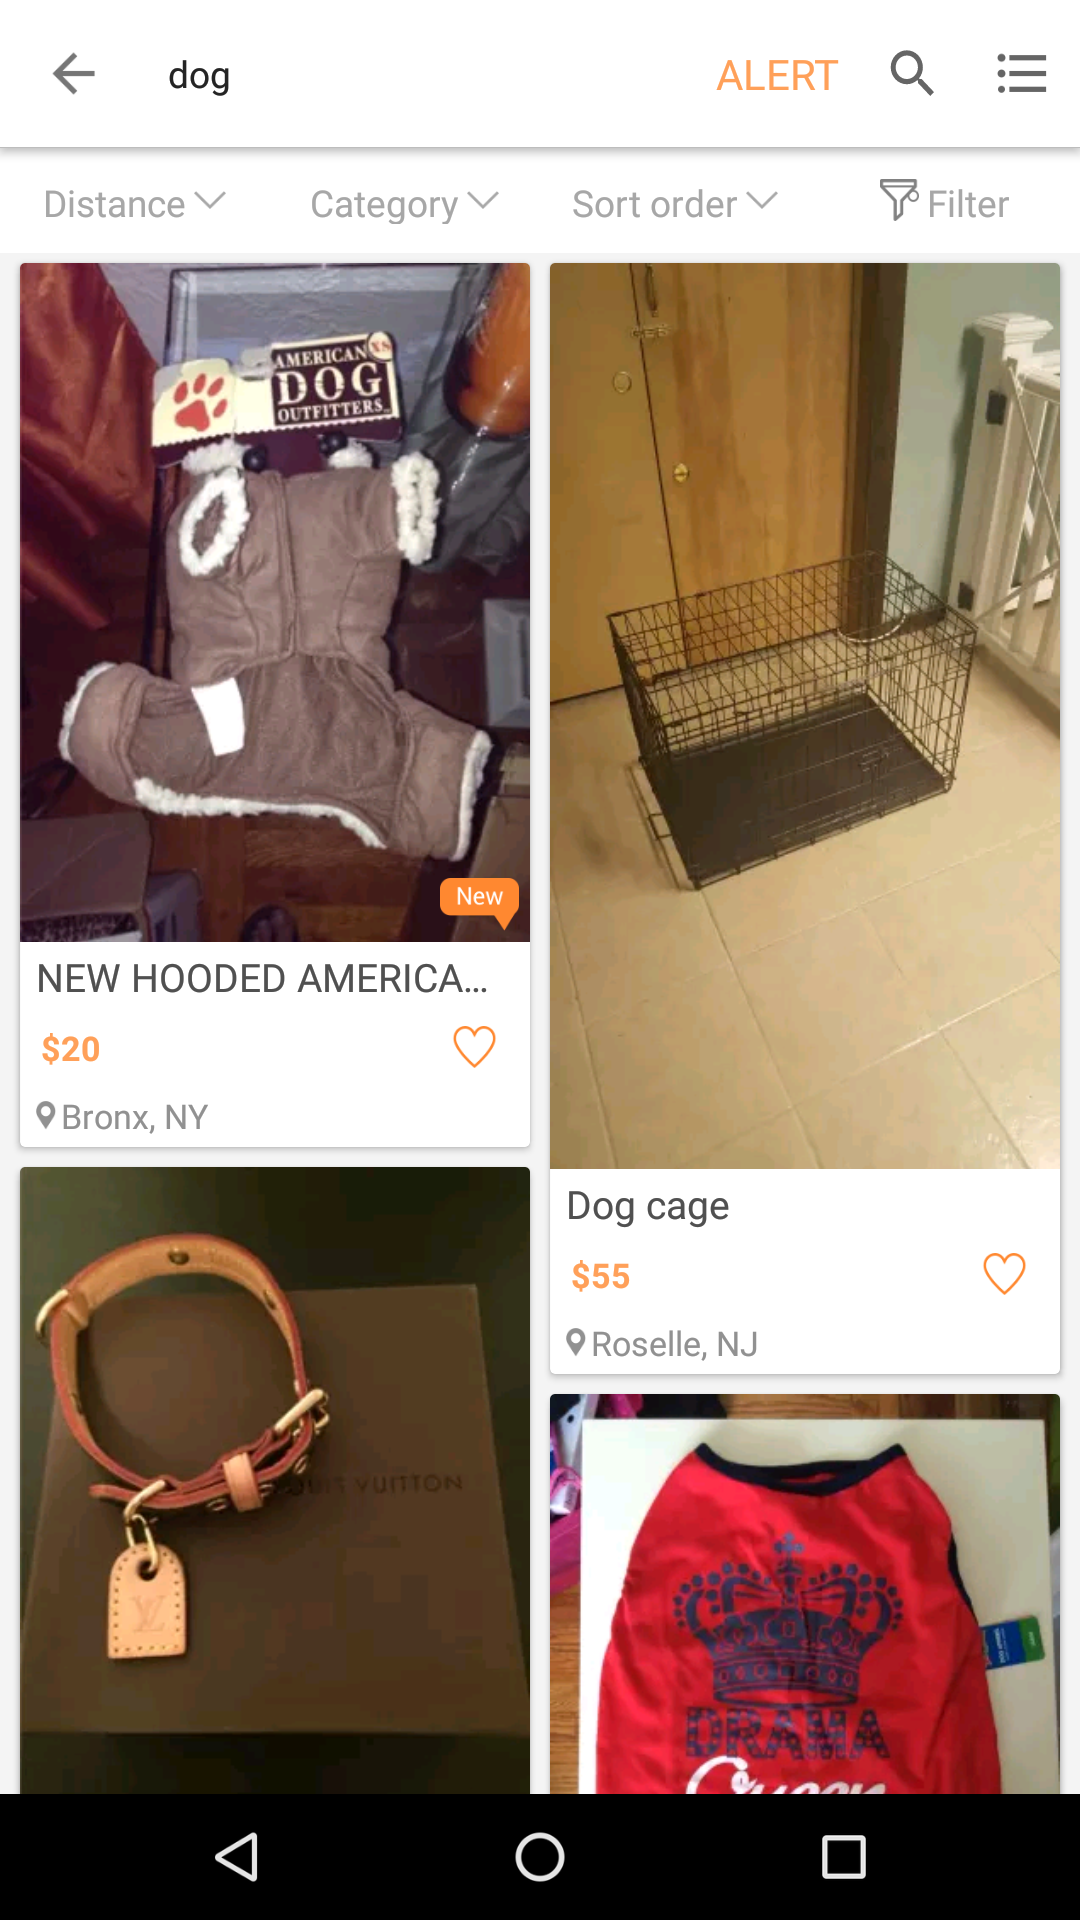 dog
ALERT
Distance
Category
Sort order
Filter
AMERICAN
XS
DOG
OUTFITTERS
New
NEW HOODED AMERICA...
$20
Bronx, NY
Dog cage
$55
Roselle, NJ
LOUIS VUITTON
LV
DRAMA
Queen